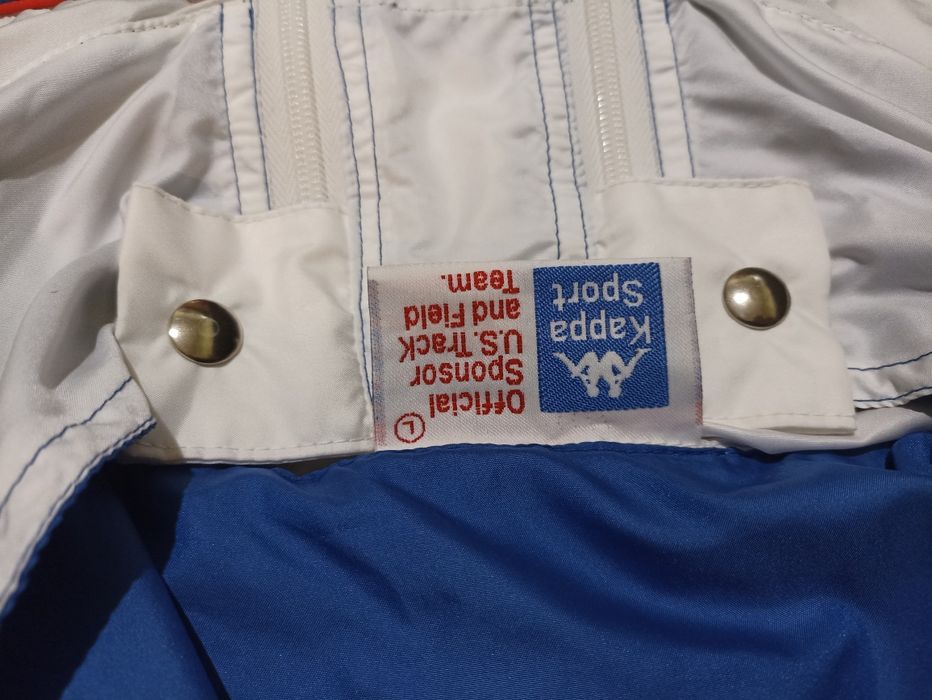 Kappa
Sport
Official
Sponsor
U.S. Track
and Field
Team.
L